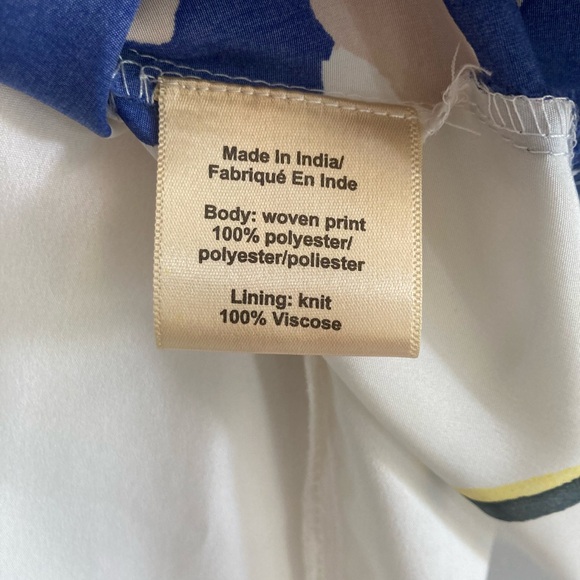 Made In India/
Fabriqué En Inde
Body: woven print
100% polyester/
polyester/poliester
Lining: knit
100% Viscose